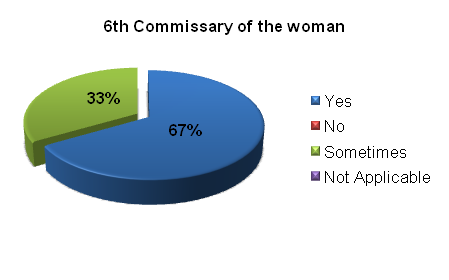 6th Commissary of the woman
33%
67%
Yes
No
Sometimes
Not Applicable